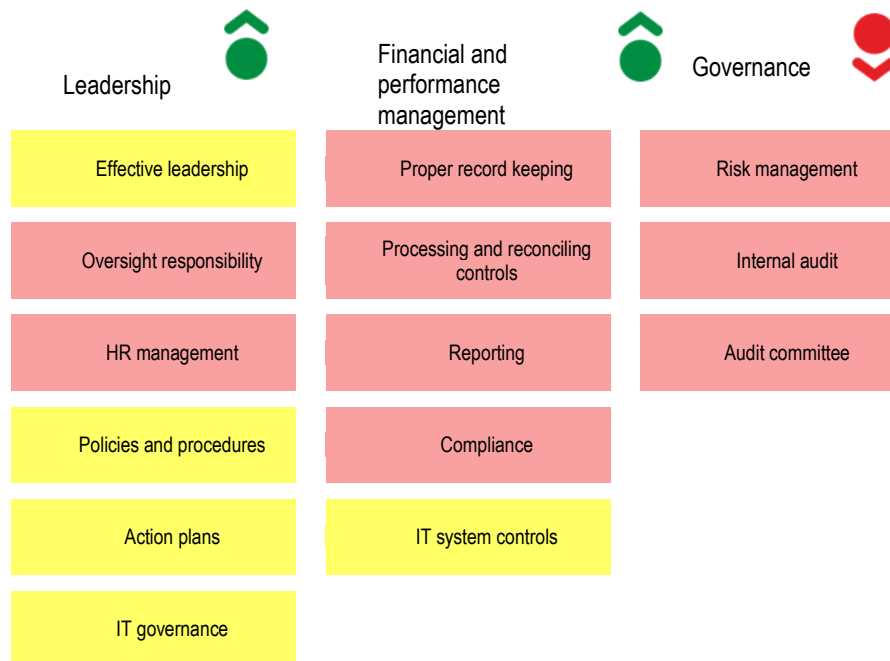 Leadership
Financial and
performance
management
Governance
Effective leadership
Proper record keeping
Risk management
Oversight responsibility
Processing and reconciling
controls
Internal audit
HR management
Reporting
Audit committee
Policies and procedures
Compliance
Action plans
IT system controls
IT governance